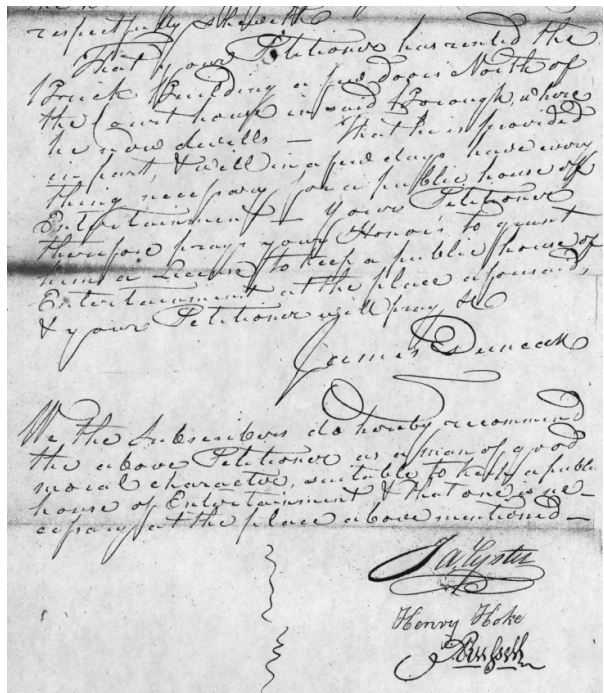 respectfully sheweth
That your Petitioner has rented the
Brick Building a few doors North of
the Court house in said Borough, where
he now dwells — that he is provided
in part, & will in a few days have every
thing necessary for a public house of
Entertainment — your Petitioner
therefore prays your Honors to grant
him a License to keep a public house of
Entertainment at the place aforesaid,
& your Petitioner will pray &c
James Duncan
We the Subscribers do hereby recommend
the above Petitioner as a man of good
moral character, suitable to keep a public
house of Entertainment & that one is ne-
cessary at the place above mentioned —
Henry Hoke